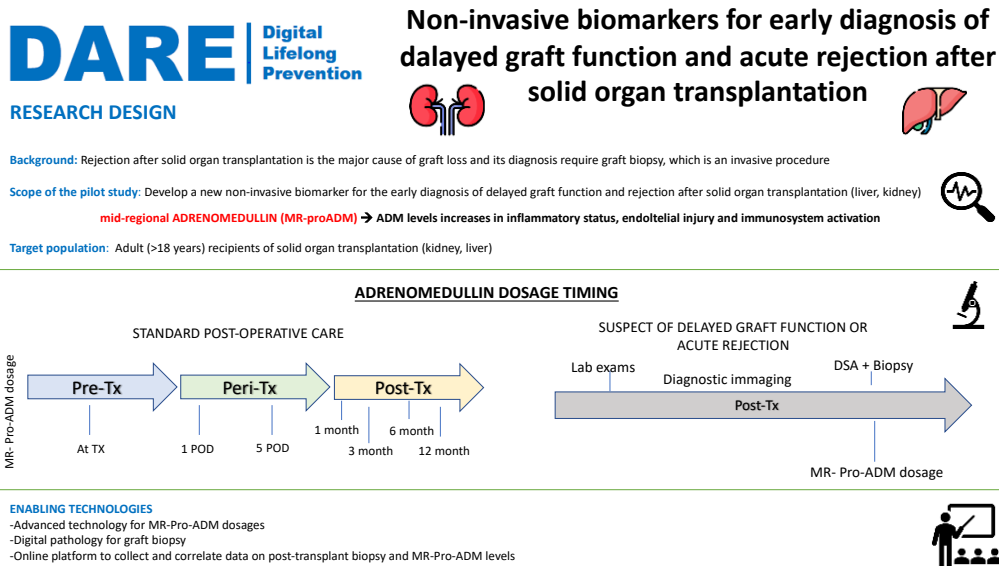 DARE
Digital
Lifelong
Prevention
Non-invasive biomarkers for early diagnosis of
dalayed graft function and acute rejection after
solid organ transplantation
RESEARCH DESIGN
Background: Rejection after solid organ transplantation is the major cause of graft loss and its diagnosis require graft biopsy, which is an invasive procedure
Scope of the pilot study: Develop a new non-invasive biomarker for the early diagnosis of delayed graft function and rejection after solid organ transplantation (liver, kidney)
mid-regional ADRENOMEDULLIN (MR-proADM) → ADM levels increases in inflammatory status, endoltelial injury and immunosystem activation
Target population: Adult (>18 years) recipients of solid organ transplantation (kidney, liver)
ADRENOMEDULLIN DOSAGE TIMING
STANDARD POST-OPERATIVE CARE
MR- Pro-ADM dosage
Pre-Tx
Peri-Tx
Post-Tx
At TX
1 POD
5 POD
1 month
3 month
6 month
12 month
SUSPECT OF DELAYED GRAFT FUNCTION OR
ACUTE REJECTION
Lab exams
Diagnostic immaging
DSA + Biopsy
Post-Tx
MR- Pro-ADM dosage
ENABLING TECHNOLOGIES
-Advanced technology for MR-Pro-ADM dosages
-Digital pathology for graft biopsy
-Online platform to collect and correlate data on post-transplant biopsy and MR-Pro-ADM levels